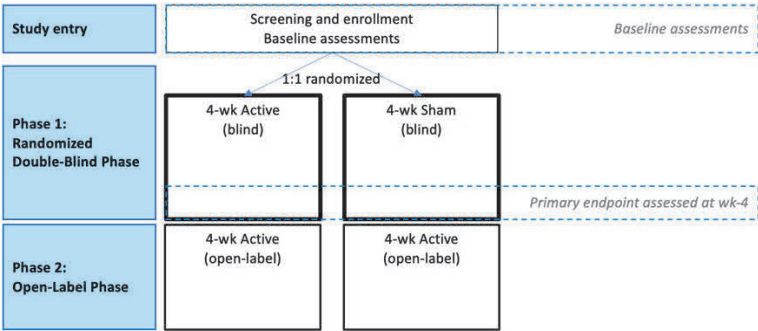 Study entry
Screening and enrollment
Baseline assessments
Baseline assessments
1:1 randomized
Phase 1:
Randomized
Double-Blind Phase
4-wk Active
(blind)
4-wk Sham
(blind)
Primary endpoint assessed at wk-4
Phase 2:
Open-Label Phase
4-wk Active
(open-label)
4-wk Active
(open-label)